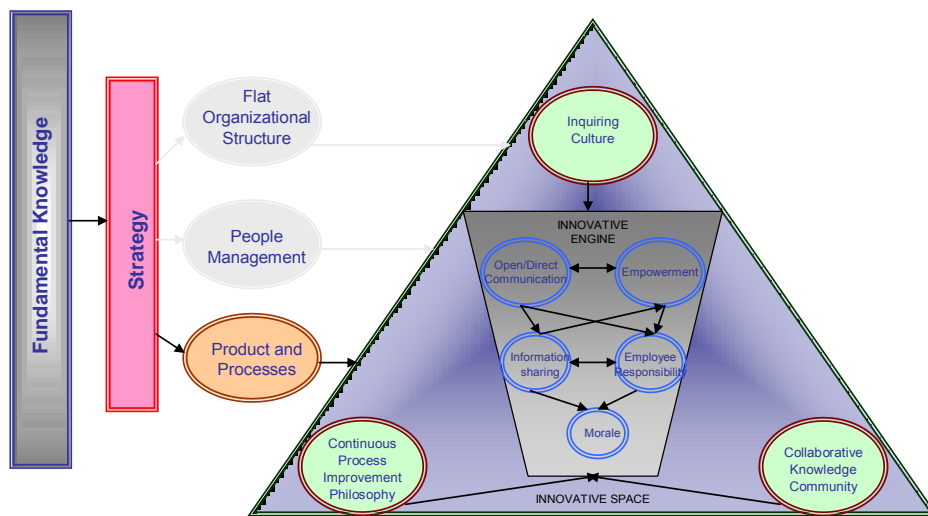 Fundamental Knowledge
Strategy
Flat
Organizational
Structure
People
Management
Product and
Processes
Inquiring
Culture
INNOVATIVE
ENGINE
Open/Direct
Communication
Empowerment
Information
sharing
Employee
Responsibility
Morale
Continuous
Process
Improvement
Philosophy
Collaborative
Knowledge
Community
INNOVATIVE SPACE